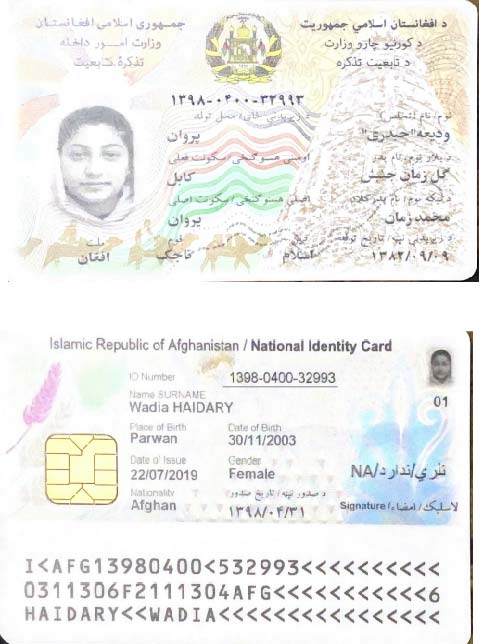 د افغانستان اسلامي جمهوریت
د کورنیو چارو وزارت
د تابعیت تذکره
جمهوری اسلامی افغانستان
وزارت امور داخله
تذکرهٔ تابعیت
۱۳۹۸-۰۴۰۰-۳۲۹۹۳
نوم/نام (تخلص)
ودیعه"حیدری"
د پلار نوم/نام پدر
گل زمان
د نیکه نوم/نام پدرکلان
محمدزمان
د زیږیدنې نېټه/تاریخ تولد
۱۳۸۲/۰۹/۰۹
د زیږیدنې ځای/محل تولد
پروان
اوسنی هستوګنځی/سکونت فعلی
کابل
اصلي هستوګنځی/سکونت اصلی
پروان
دین
اسلام
قوم
تاجک
ملت
افغان
Islamic Republic of Afghanistan / National Identity Card
ID Number 1398-0400-32993
01
Name SURNAME
Wadia HAIDARY
Place of Birth Date of Birth
Parwan 30/11/2003
Date of Issue Gender
22/07/2019 Female
NA/نلري/ندارد
Nationality د صدور نېټه/تاریخ صدور
Afghan ۱۳۹۸/۰۴/۳۱
Signature/امضاء/لاسلیک
I<AFG13980400<532993<<<<<<<<<<
0311306F2111304AFG<<<<<<<<<<<6
HAIDARY<<WADIA<<<<<<<<<<<<<<<<